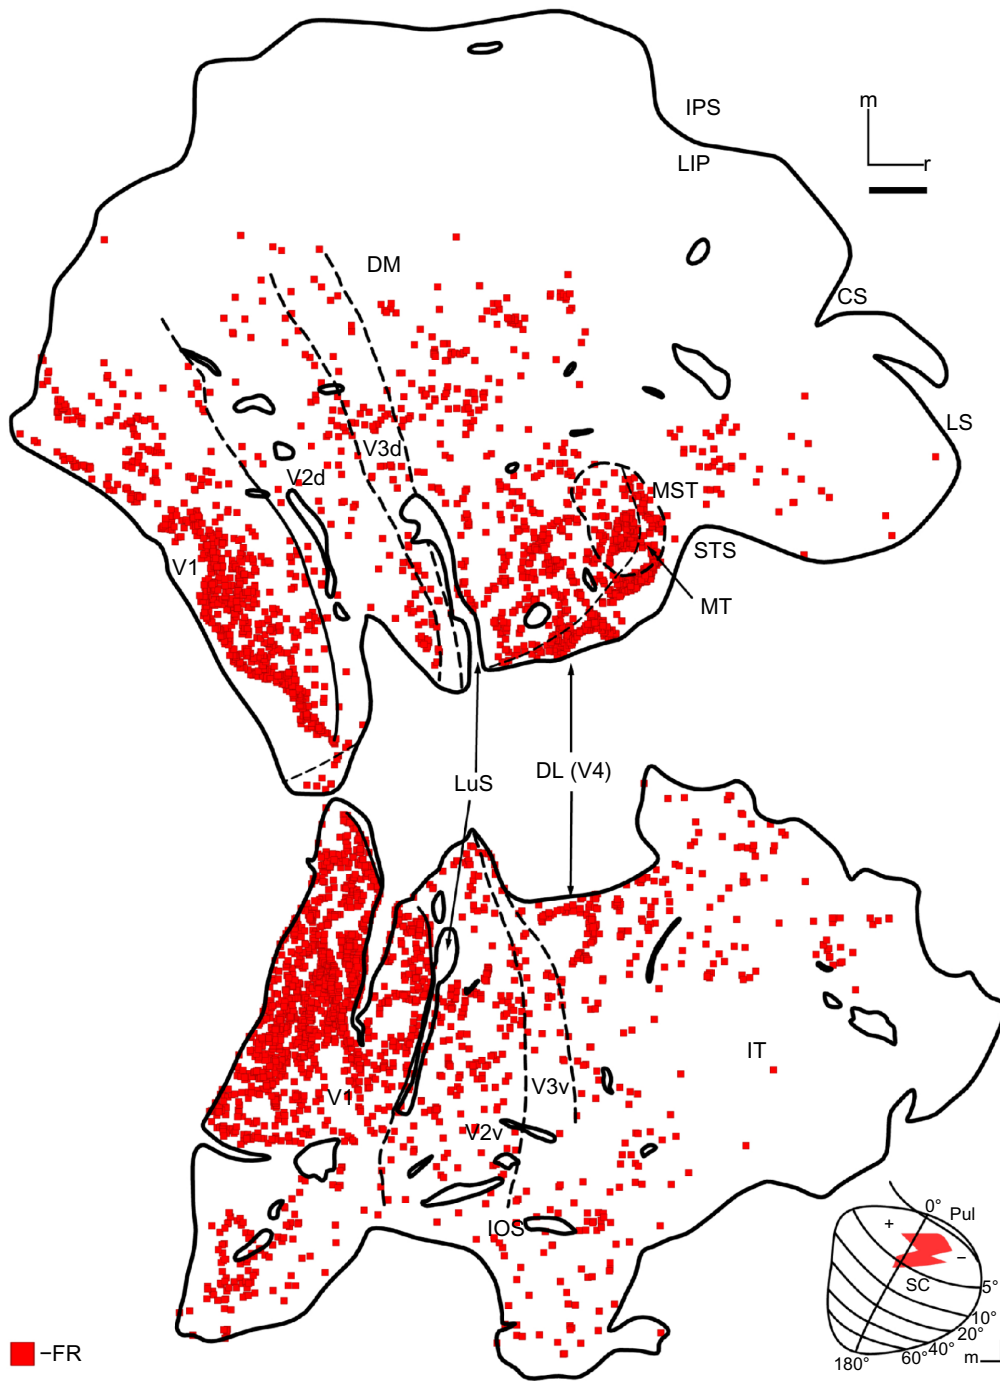 IPS
m
LIP
r
DM
CS
LS
V3d
V2d
MST
STS
V1
MT
LuS
DL (V4)
IT
V3v
V1
V2v
IOS
0°
Pul
+
−
SC
5°
10°
20°
40°
60°
180°
m
−FR